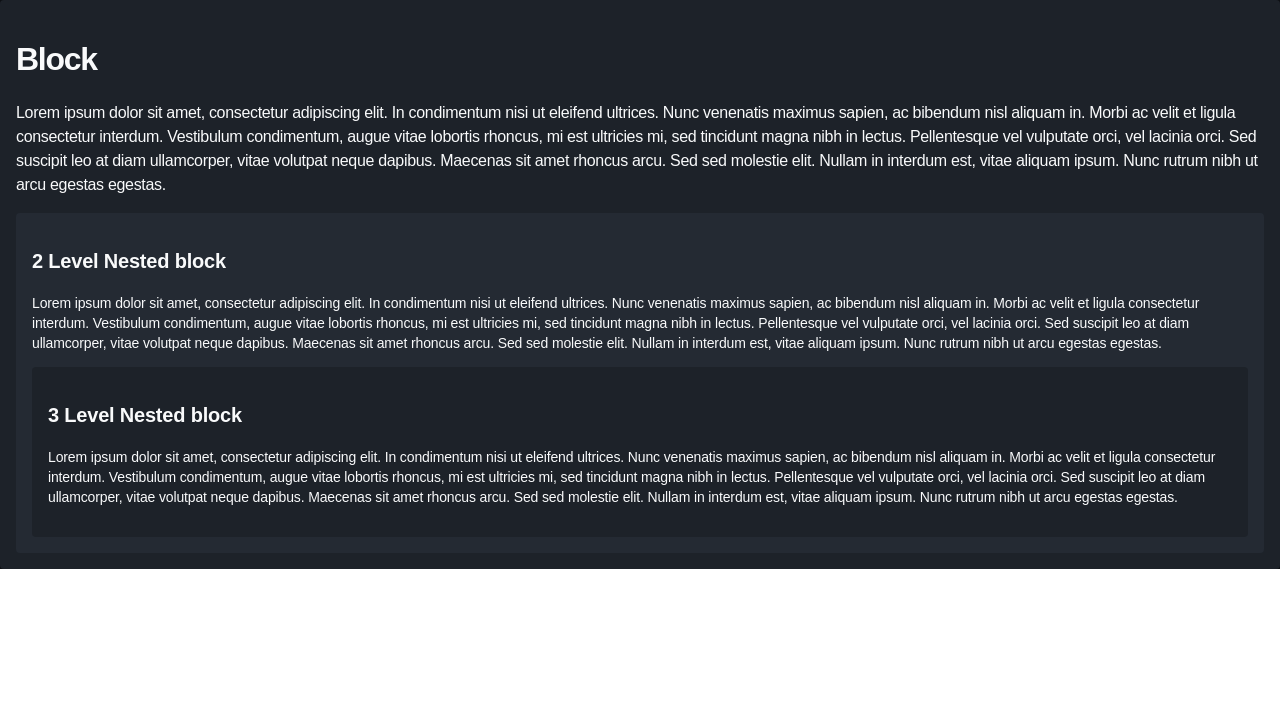 Block
Lorem ipsum dolor sit amet, consectetur adipiscing elit. In condimentum nisi ut eleifend ultrices. Nunc venenatis maximus sapien, ac bibendum nisl aliquam in. Morbi ac velit et ligula
consectetur interdum. Vestibulum condimentum, augue vitae lobortis rhoncus, mi est ultricies mi, sed tincidunt magna nibh in lectus. Pellentesque vel vulputate orci, vel lacinia orci. Sed
suscipit leo at diam ullamcorper, vitae volutpat neque dapibus. Maecenas sit amet rhoncus arcu. Sed sed molestie elit. Nullam in interdum est, vitae aliquam ipsum. Nunc rutrum nibh ut
arcu egestas egestas.
2 Level Nested block
Lorem ipsum dolor sit amet, consectetur adipiscing elit. In condimentum nisi ut eleifend ultrices. Nunc venenatis maximus sapien, ac bibendum nisl aliquam in. Morbi ac velit et ligula consectetur
interdum. Vestibulum condimentum, augue vitae lobortis rhoncus, mi est ultricies mi, sed tincidunt magna nibh in lectus. Pellentesque vel vulputate orci, vel lacinia orci. Sed suscipit leo at diam
ullamcorper, vitae volutpat neque dapibus. Maecenas sit amet rhoncus arcu. Sed sed molestie elit. Nullam in interdum est, vitae aliquam ipsum. Nunc rutrum nibh ut arcu egestas egestas.
3 Level Nested block
Lorem ipsum dolor sit amet, consectetur adipiscing elit. In condimentum nisi ut eleifend ultrices. Nunc venenatis maximus sapien, ac bibendum nisl aliquam in. Morbi ac velit et ligula consectetur
interdum. Vestibulum condimentum, augue vitae lobortis rhoncus, mi est ultricies mi, sed tincidunt magna nibh in lectus. Pellentesque vel vulputate orci, vel lacinia orci. Sed suscipit leo at diam
ullamcorper, vitae volutpat neque dapibus. Maecenas sit amet rhoncus arcu. Sed sed molestie elit. Nullam in interdum est, vitae aliquam ipsum. Nunc rutrum nibh ut arcu egestas egestas.